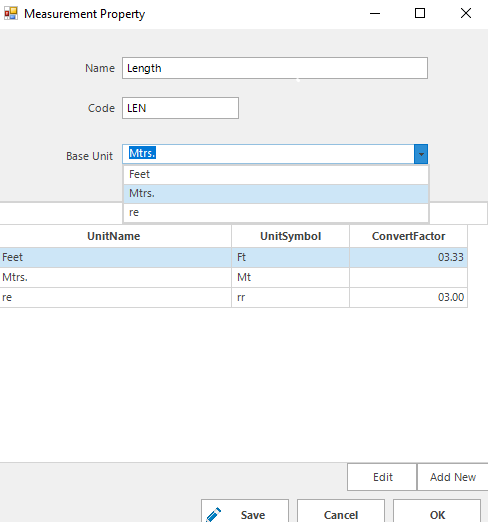 Measurement Property
Name Length
Code LEN
Base Unit Mtrs.
Feet
Mtrs.
re
UnitName UnitSymbol ConvertFactor
Feet Ft 03.33
Mtrs. Mt
re rr 03.00
Edit Add New
Save Cancel OK